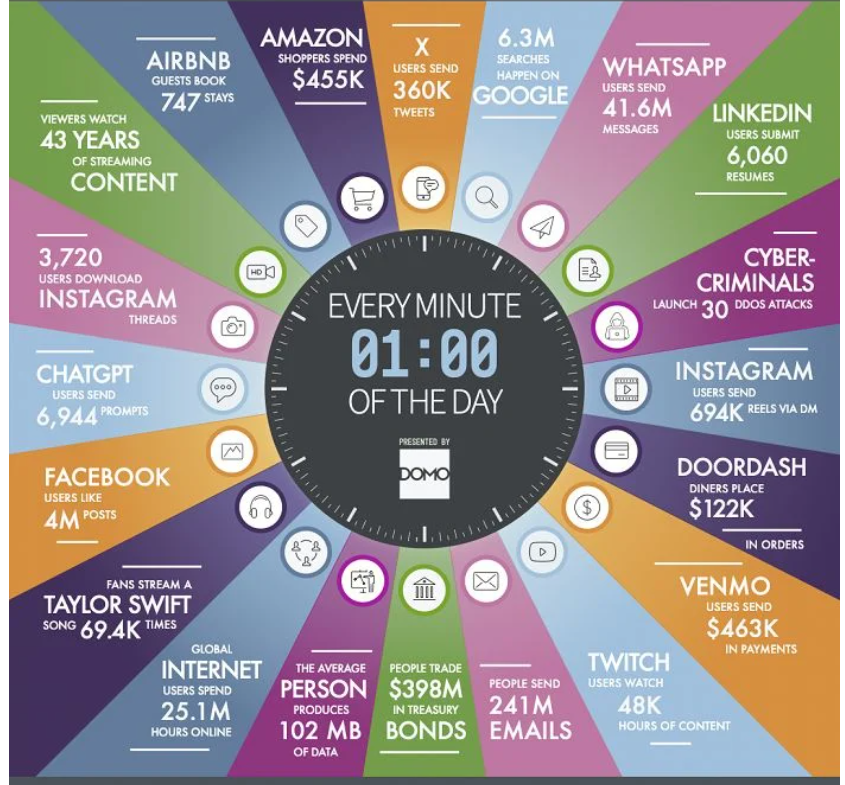 EVERY MINUTE
01:00
OF THE DAY
PRESENTED BY
DOMO
X
USERS SEND
360K
TWEETS
6.3M
SEARCHES
HAPPEN ON
GOOGLE
WHATSAPP
USERS SEND
41.6M
MESSAGES
LINKEDIN
USERS SUBMIT
6,060
RESUMES
CYBER-
CRIMINALS
LAUNCH 30 DDOS ATTACKS
INSTAGRAM
USERS SEND
694K REELS VIA DM
DOORDASH
DINERS PLACE
$122K
IN ORDERS
VENMO
USERS SEND
$463K
IN PAYMENTS
TWITCH
USERS WATCH
48K
HOURS OF CONTENT
PEOPLE SEND
241M
EMAILS
PEOPLE TRADE
$398M
IN TREASURY
BONDS
THE AVERAGE
PERSON
PRODUCES
102 MB
OF DATA
GLOBAL
INTERNET
USERS SPEND
25.1M
HOURS ONLINE
FANS STREAM A
TAYLOR SWIFT
SONG 69.4K TIMES
FACEBOOK
USERS LIKE
4M POSTS
CHATGPT
USERS SEND
6,944 PROMPTS
3,720
USERS DOWNLOAD
INSTAGRAM
THREADS
HD
VIEWERS WATCH
43 YEARS
OF STREAMING
CONTENT
AIRBNB
GUESTS BOOK
747 STAYS
AMAZON
SHOPPERS SPEND
$455K